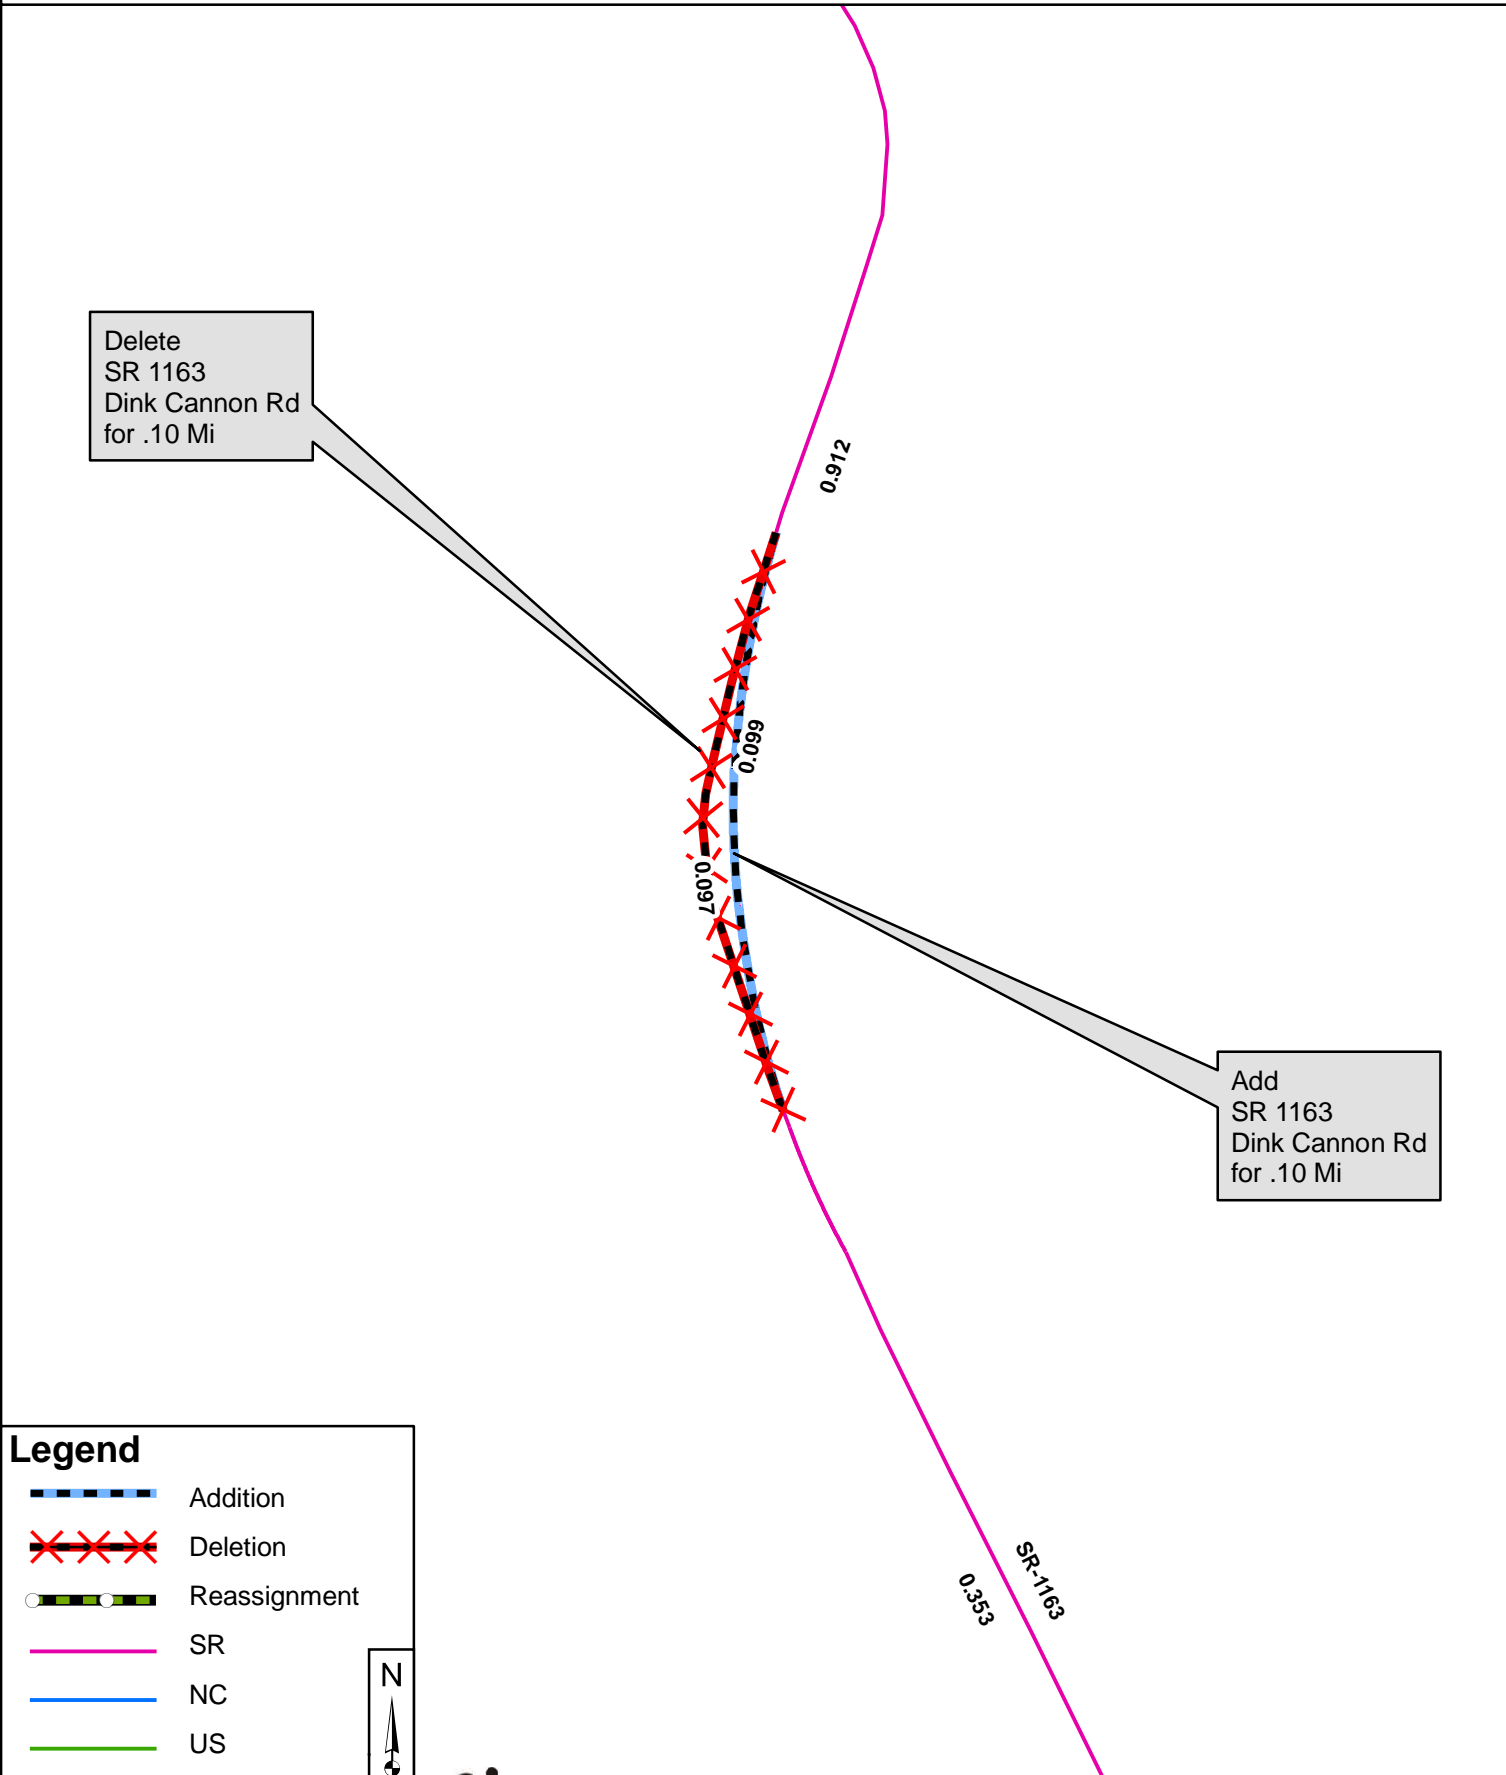 Delete
SR 1163
Dink Cannon Rd
for .10 Mi
0.912
0.099
0.097
Add
SR 1163
Dink Cannon Rd
for .10 Mi
SR-1163
0.353
Legend
Addition
Deletion
Reassignment
SR
NC
US
N